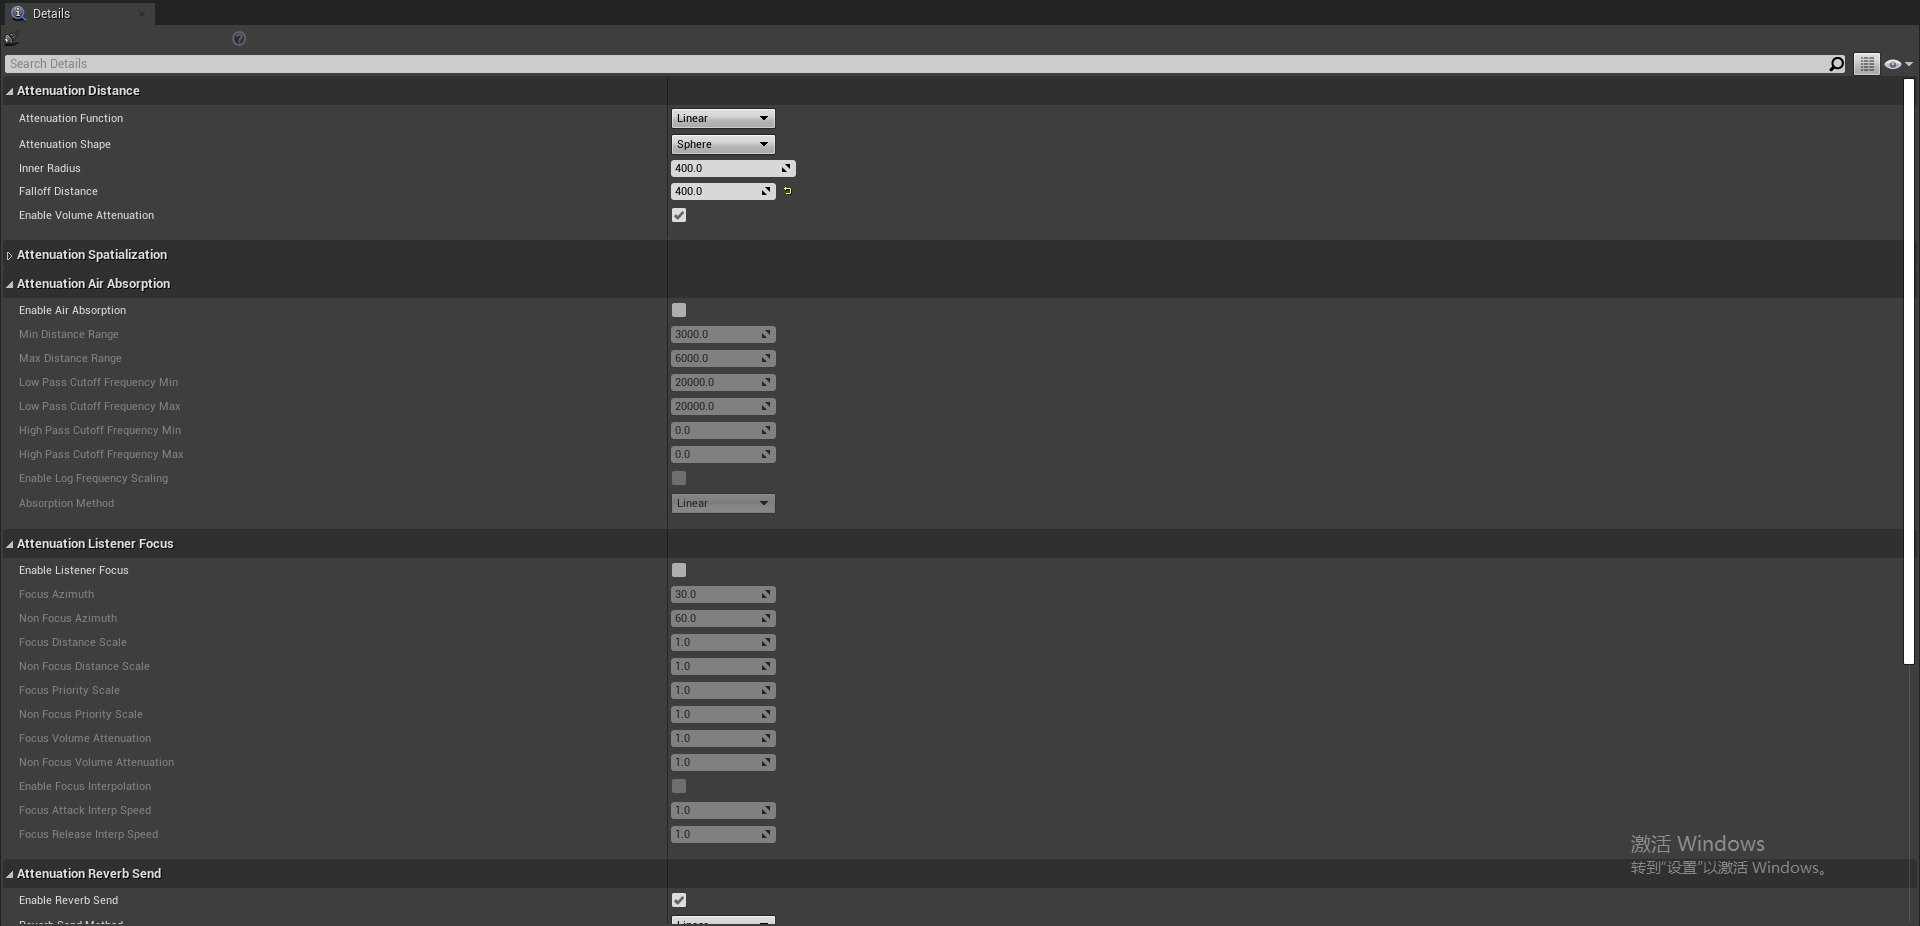 Details
Search Details
Attenuation Distance
Attenuation Function Linear
Attenuation Shape Sphere
Inner Radius 400.0
Falloff Distance 400.0
Enable Volume Attenuation
Attenuation Spatialization
Attenuation Air Absorption
Enable Air Absorption
Min Distance Range 3000.0
Max Distance Range 6000.0
Low Pass Cutoff Frequency Min 20000.0
Low Pass Cutoff Frequency Max 20000.0
High Pass Cutoff Frequency Min 0.0
High Pass Cutoff Frequency Max 0.0
Enable Log Frequency Scaling
Absorption Method Linear
Attenuation Listener Focus
Enable Listener Focus
Focus Azimuth 30.0
Non Focus Azimuth 60.0
Focus Distance Scale 1.0
Non Focus Distance Scale 1.0
Focus Priority Scale 1.0
Non Focus Priority Scale 1.0
Focus Volume Attenuation 1.0
Non Focus Volume Attenuation 1.0
Enable Focus Interpolation
Focus Attack Interp Speed 1.0
Focus Release Interp Speed 1.0
激活 Windows
转到“设置”以激活 Windows。
Attenuation Reverb Send
Enable Reverb Send
Reverb Send Method Linear